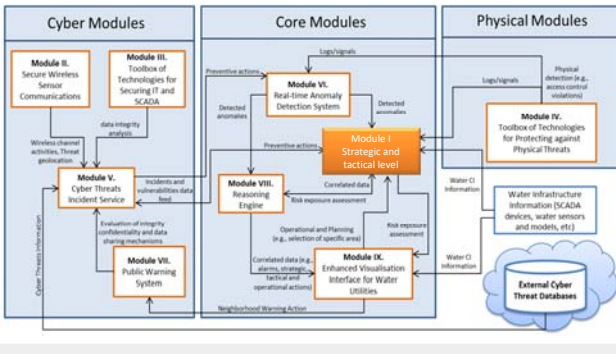 Cyber Modules
Core Modules
Physical Modules
Module II.
Secure Wireless
Sensor
Communications
Module III.
Toolbox of
Technologies for
Securing IT and
SCADA
Wireless channel
activities, Threat
geolocation
data integrity
analysis
Module V.
Cyber Threats
Incident Service
Incidents and
vulnerabilities data
feed
Evaluation of integrity
confidentiality and data
sharing mechanisms
Module VII.
Public Warning
System
Cyber Threats Information
Logs/signals
Preventive actions
Module VI.
Real-time Anomaly
Detection System
Detected
anomalies
Detected
anomalies
Preventive actions
Module I
Strategic and
tactical level
Module VIII.
Reasoning
Engine
Correlated data
Risk exposure assessment
Operational and Planning
(e.g., selection of specific area)
Risk exposure
assessment
Correlated data (e.g.,
alarms, strategic,
tactical and
operational actions)
Module IX.
Enhanced Visualisation
Interface for Water
Utilities
Neighborhood Warning Action
Physical
detection (e.g.,
access control
violations)
Logs/signals
Module IV.
Toolbox of Technologies
for Protecting against
Physical Threats
Water CI
Information
Water Infrastructure
Information (SCADA
devices, water sensors
and models, etc)
Water CI
Information
External Cyber
Threat Databases